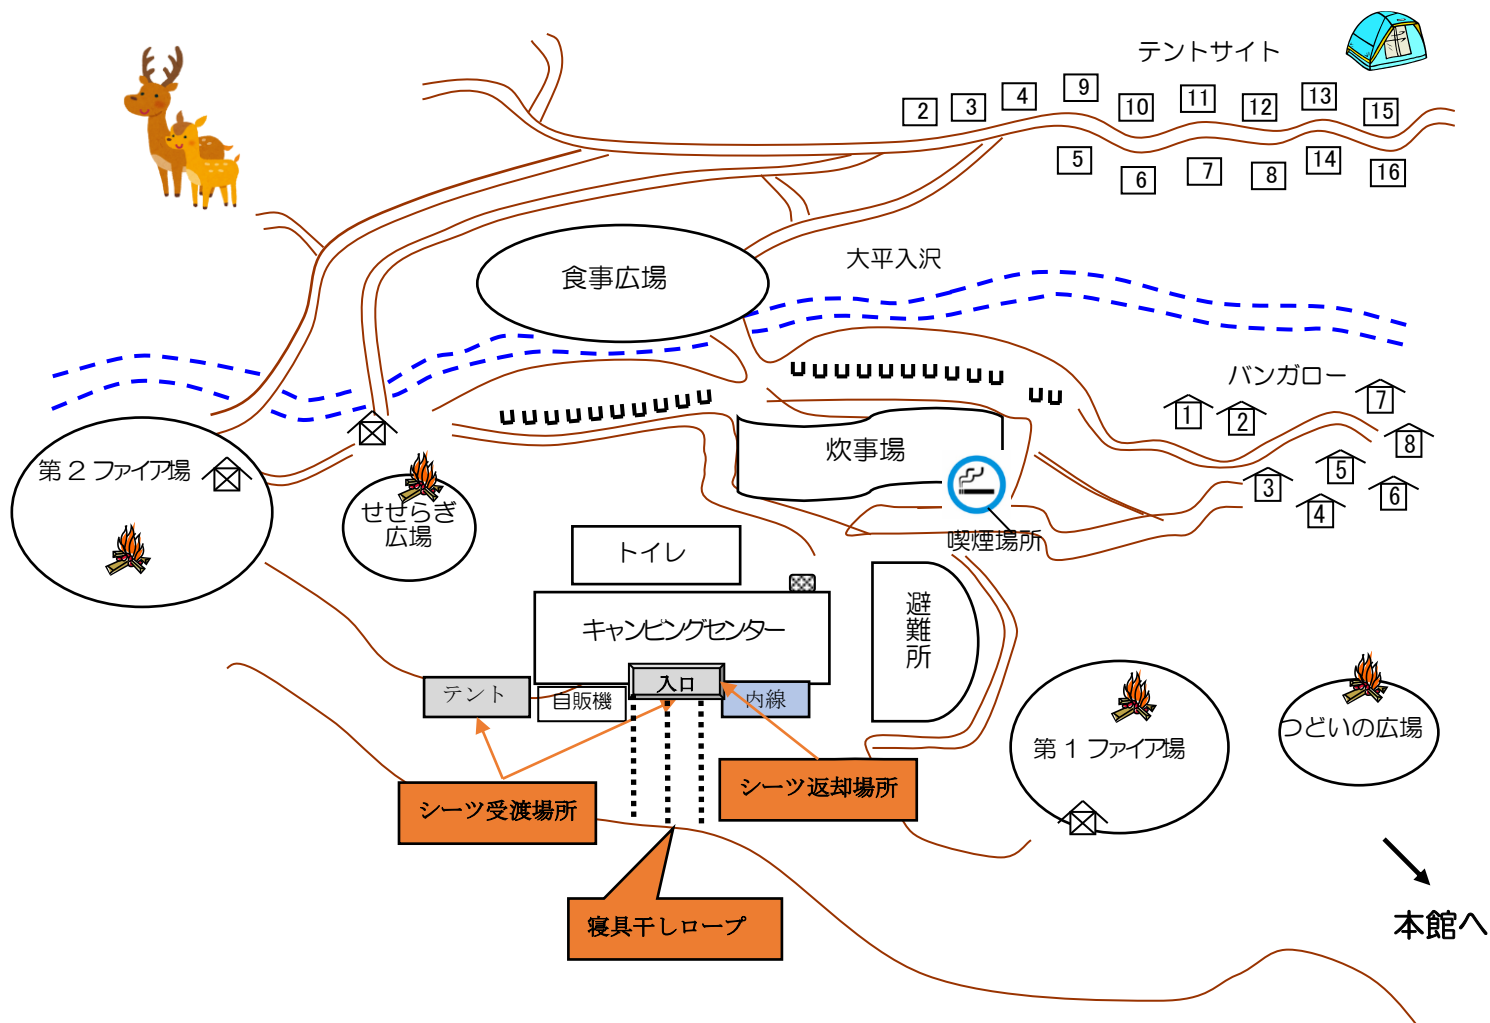 テントサイト
2
3
4
9
10
11
12
13
15
5
6
7
8
14
16
大平入沢
食事広場
バンガロー
7
1
2
8
5
3
6
4
炊事場
喫煙場所
第2ファイア場
せせらぎ
広場
トイレ
キャンピングセンター
避難所
入口
テント
自販機
内線
シーツ受渡場所
シーツ返却場所
第1ファイア場
つどいの広場
寝具干しロープ
本館へ